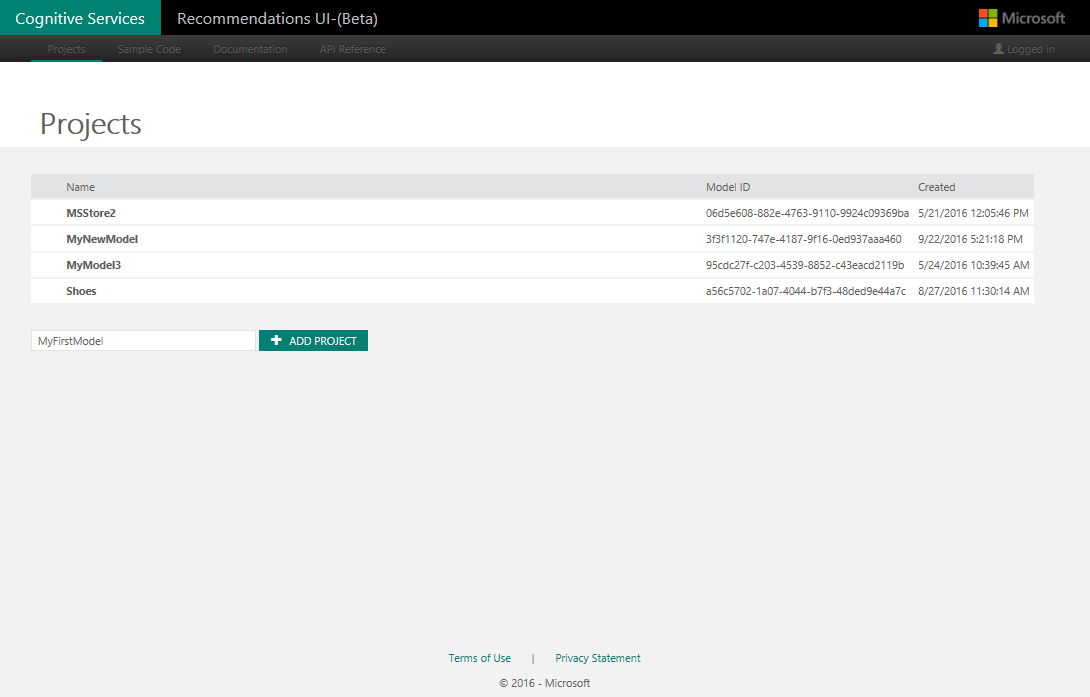 Cognitive Services Recommendations UI-(Beta) Microsoft
Projects Sample Code Documentation API Reference Logged in
Projects
Name Model ID Created
MSStore2 06d5e608-882e-4763-9110-9924c09369ba 5/21/2016 12:05:46 PM
MyNewModel 3f3f1120-747e-4187-9f16-0ed937aaa460 9/22/2016 5:21:18 PM
MyModel3 95cdc27f-c203-4539-8852-c43eacd2119b 5/24/2016 10:39:45 AM
Shoes a56c5702-1a07-4044-b7f3-48ded9e44a7c 8/27/2016 11:30:14 AM
MyFirstModel ADD PROJECT
Terms of Use | Privacy Statement
© 2016 - Microsoft